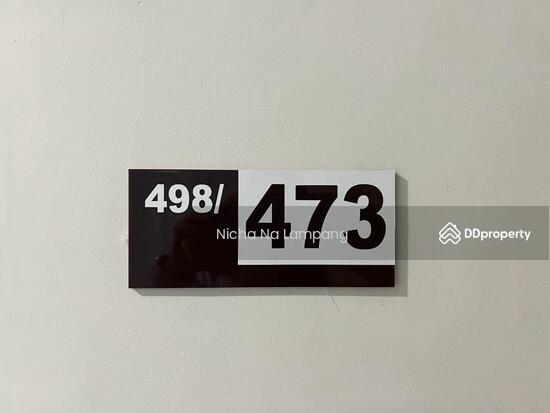 498/ 473
Nicha Na Lampang
DDproperty